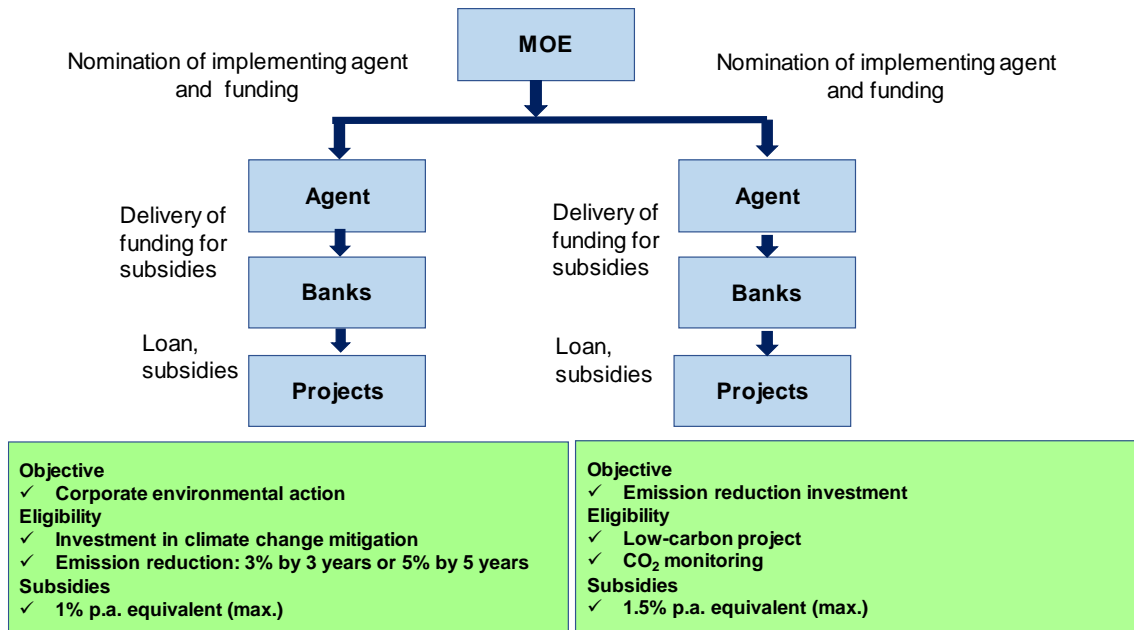 MOE
Nomination of implementing agent
and funding
Nomination of implementing agent
and funding
Agent
Agent
Delivery of
funding for
subsidies
Delivery of
funding for
subsidies
Banks
Banks
Loan,
subsidies
Loan,
subsidies
Projects
Projects
Objective
✓ Corporate environmental action
Eligibility
✓ Investment in climate change mitigation
✓ Emission reduction: 3% by 3 years or 5% by 5 years
Subsidies
✓ 1% p.a. equivalent (max.)
Objective
✓ Emission reduction investment
Eligibility
✓ Low-carbon project
✓ CO₂ monitoring
Subsidies
✓ 1.5% p.a. equivalent (max.)